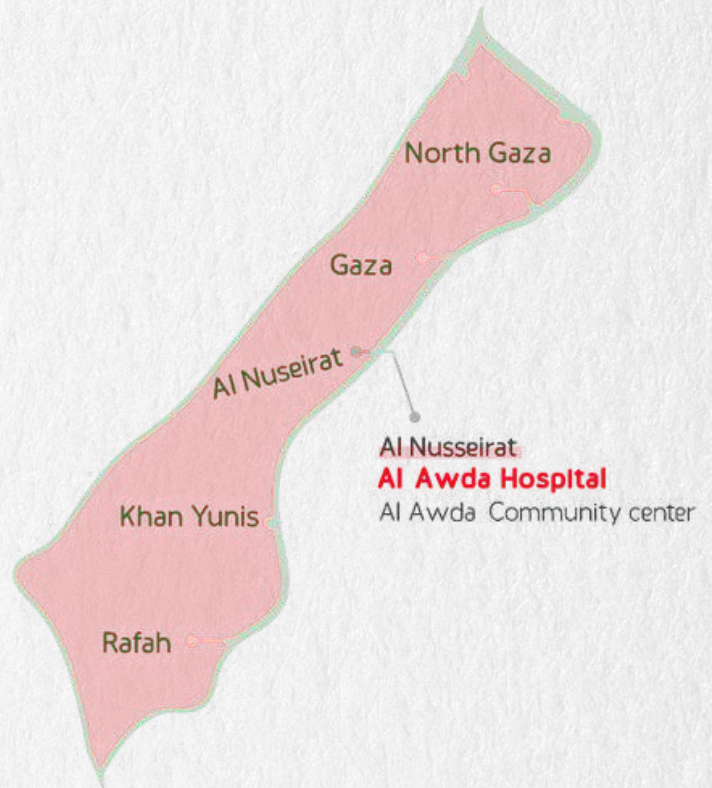 North Gaza
Gaza
Al Nuseirat
Al Nusseirat
Al Awda Hospital
Al Awda Community center
Khan Yunis
Rafah